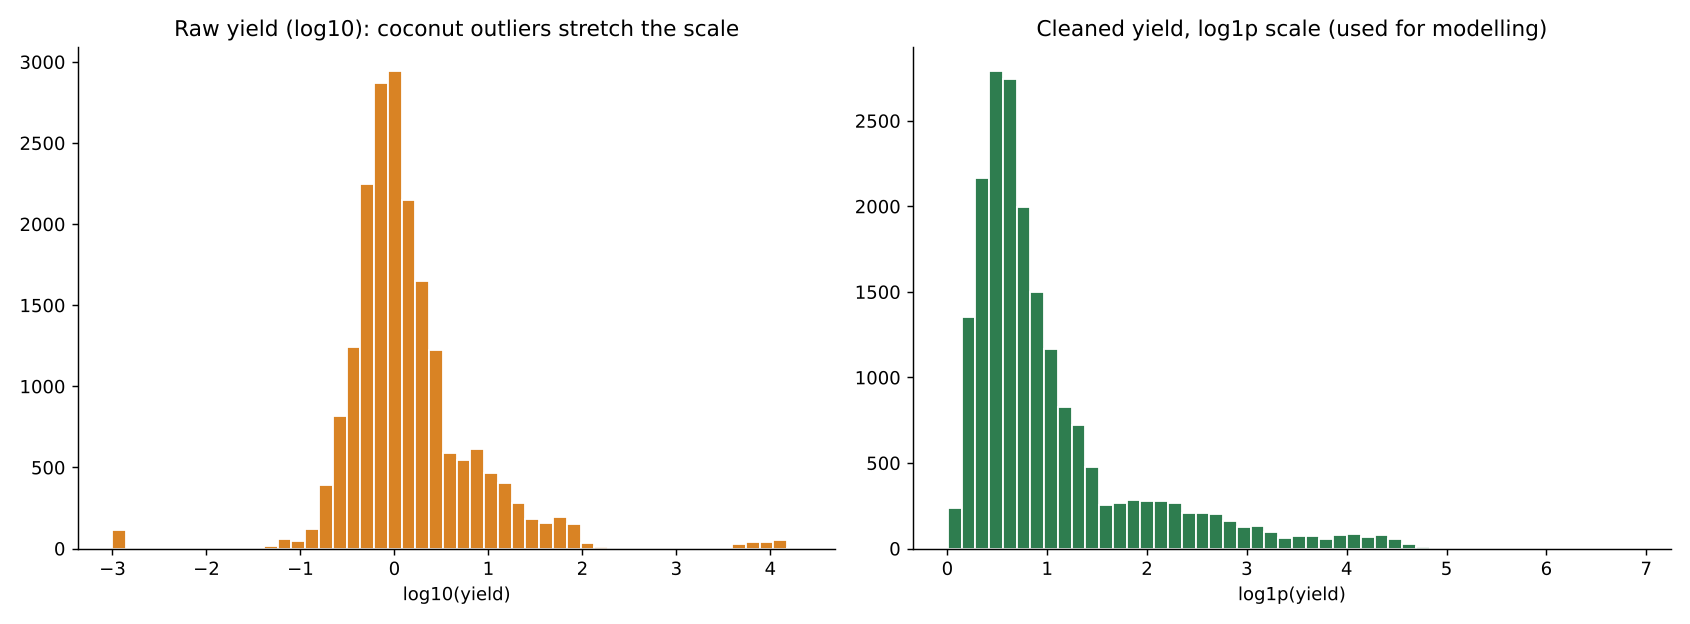 Raw yield (log10): coconut outliers stretch the scale
3000
2500
2000
1500
1000
500
0
−3 −2 −1 0 1 2 3 4
log10(yield)
Cleaned yield, log1p scale (used for modelling)
2500
2000
1500
1000
500
0
0 1 2 3 4 5 6 7
log1p(yield)